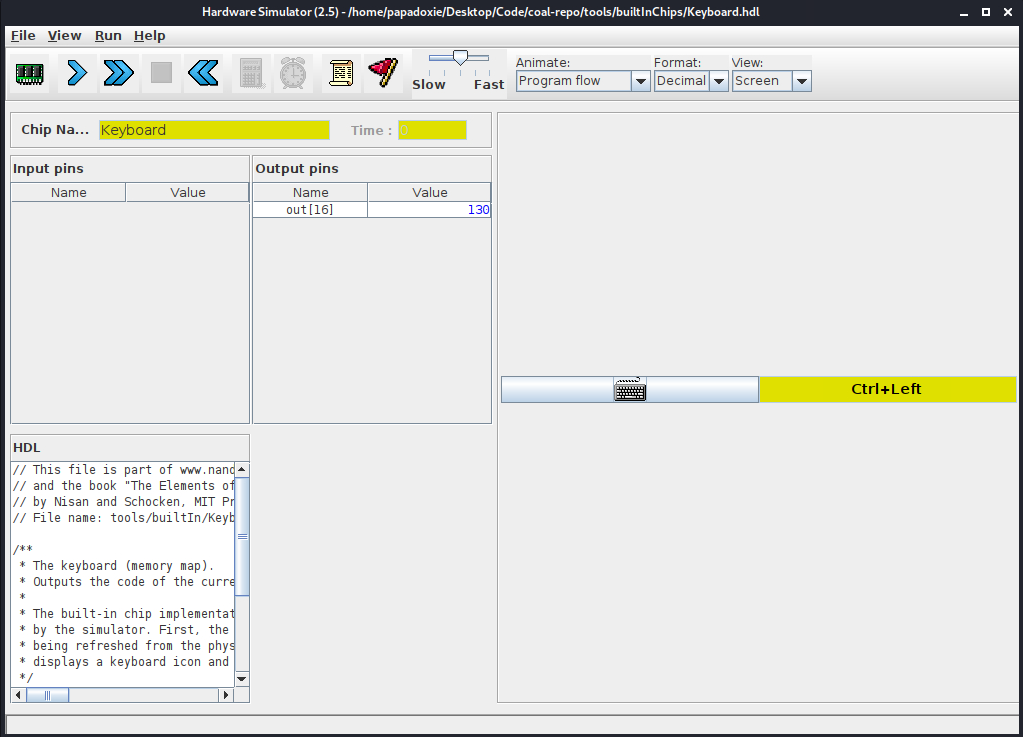 Hardware Simulator (2.5) - /home/papadoxie/Desktop/Code/coal-repo/tools/builtInChips/Keyboard.hdl
File View Run Help
Slow Fast
Animate: Format: View:
Program flow Decimal Screen
Chip Na... Keyboard Time :
Input pins
Name Value
Output pins
Name Value
out[16] 130
Ctrl+Left
HDL
// This file is part of www.nand
// and the book "The Elements of
// by Nisan and Schocken, MIT Pr
// File name: tools/builtIn/Keyb
/**
* The keyboard (memory map).
* Outputs the code of the curre
*
* The built-in chip implementat
* by the simulator. First, the
* being refreshed from the phys
* displays a keyboard icon and
*/